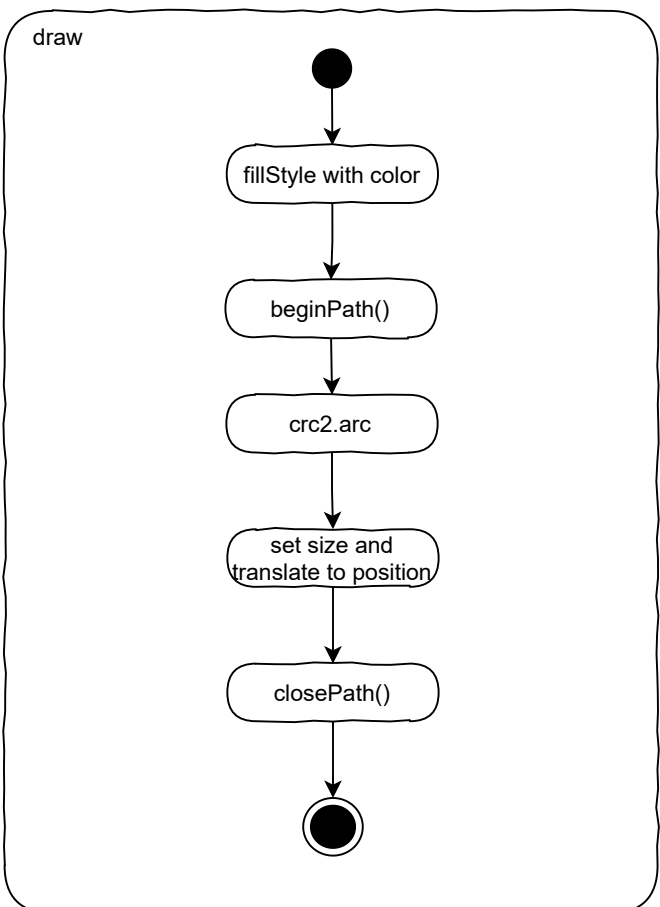 draw
fillStyle with color
beginPath()
crc2.arc
set size and
translate to position
closePath()